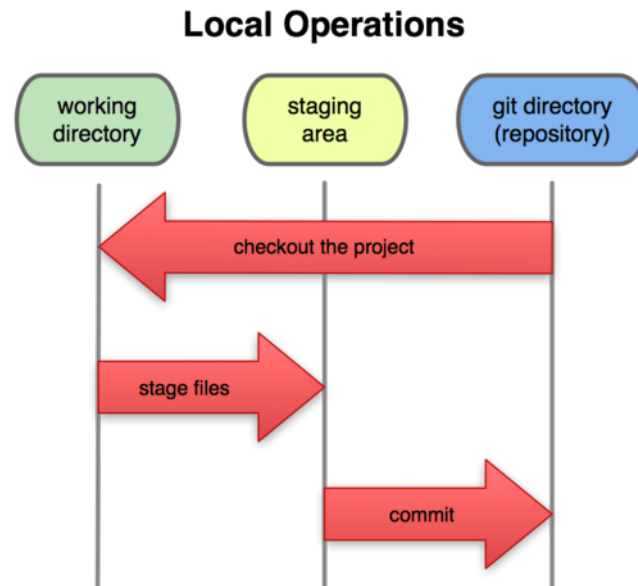 Local Operations
working
directory
staging
area
git directory
(repository)
checkout the project
stage files
commit